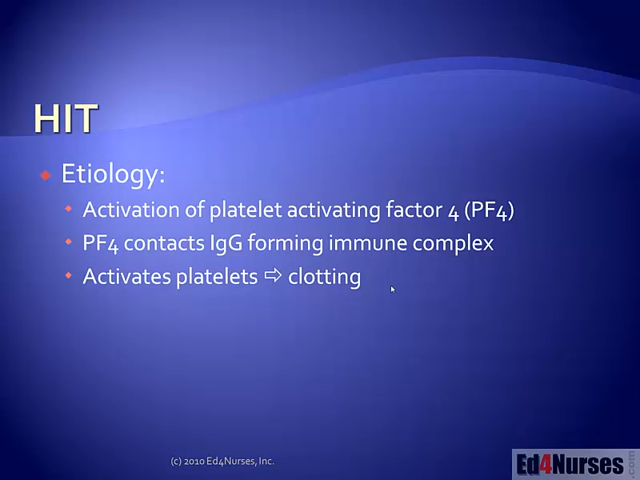 HIT
Etiology:
Activation of platelet activating factor 4 (PF4)
PF4 contacts IgG forming immune complex
Activates platelets ⇨ clotting
(c) 2010 Ed4Nurses, Inc.
Ed4Nurses.com